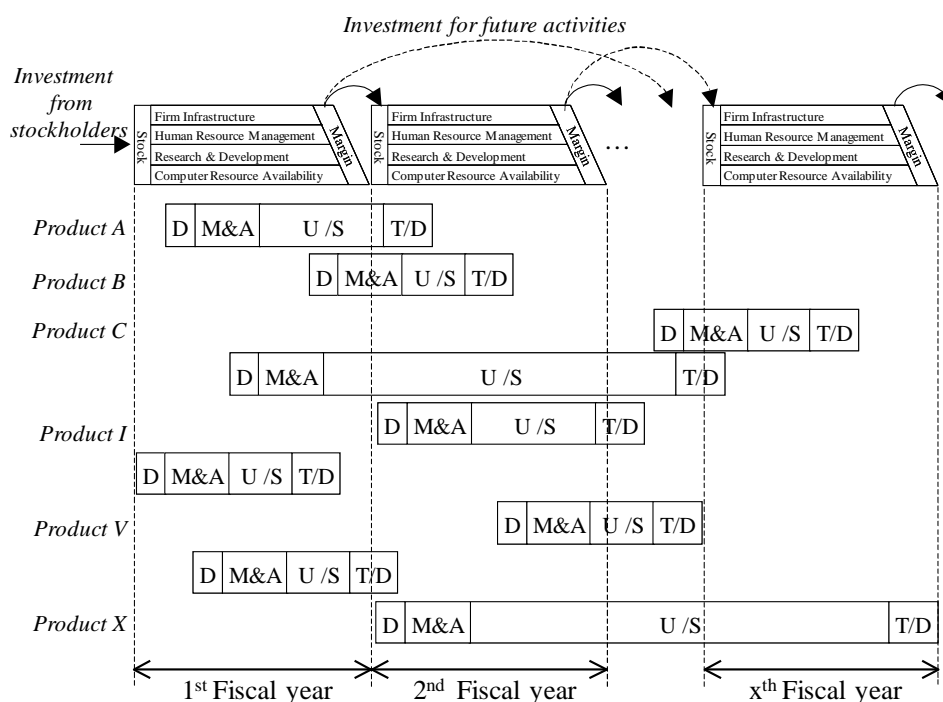 Investment for future activities
Investment
from
stockholders
Stock
Firm Infrastructure
Human Resource Management
Research & Development
Computer Resource Availability
Margin
Stock
Firm Infrastructure
Human Resource Management
Research & Development
Computer Resource Availability
Margin
...
Stock
Firm Infrastructure
Human Resource Management
Research & Development
Computer Resource Availability
Margin
Product A
D M&A U /S T/D
Product B
D M&A U /S T/D
Product C
D M&A U /S T/D
D M&A U /S T/D
Product I
D M&A U /S T/D
D M&A U /S T/D
Product V
D M&A U /S T/D
D M&A U /S T/D
Product X
D M&A U /S T/D
1st Fiscal year 2nd Fiscal year xth Fiscal year